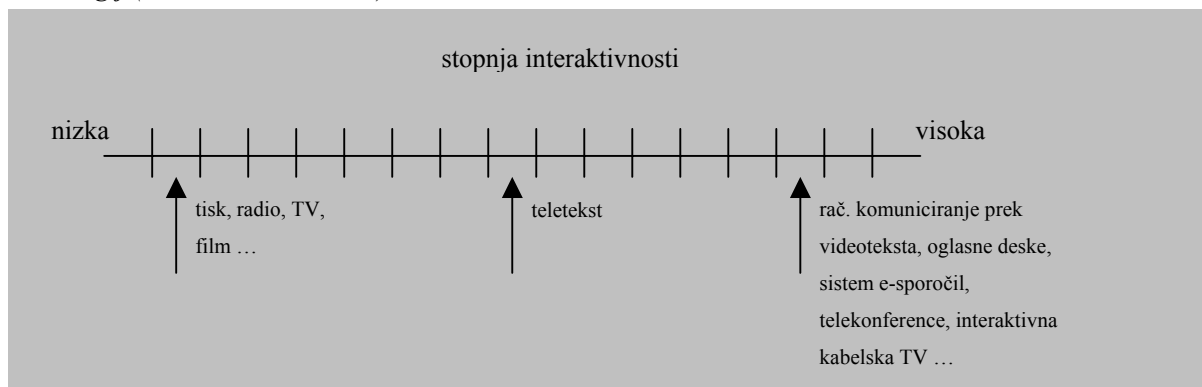 stopnja interaktivnosti
nizka
visoka
tisk, radio, TV,
film …
teletekst
rač. komuniciranje prek
videoteksta, oglasne deske,
sistem e-sporočil,
telekonference, interaktivna
kabelska TV …